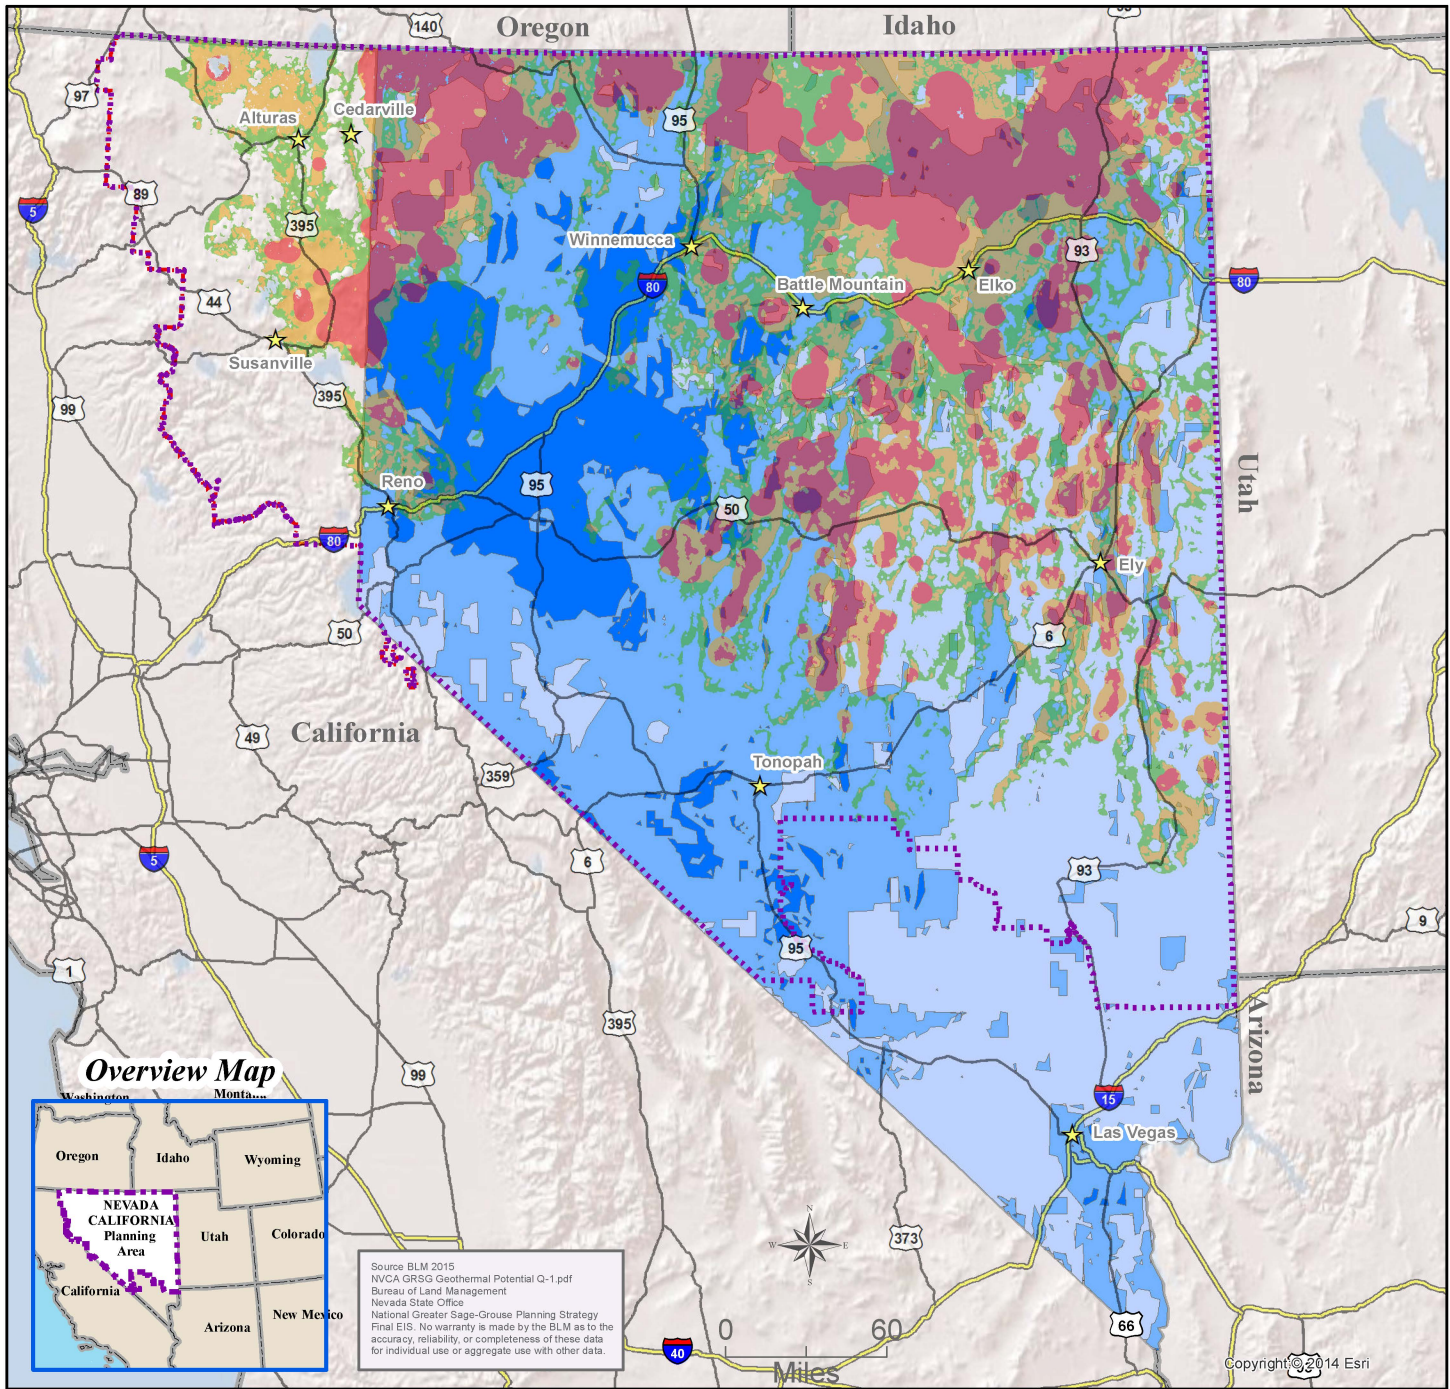 Oregon
Idaho
140
97
Alturas
Cedarville
95
89
5
395
Winnemucca
93
80
Battle Mountain
Elko
80
44
Susanville
395
99
Reno
95
50
Utah
80
Ely
50
6
California
49
359
Tonopah
5
6
93
95
9
1
395
Arizona
99
15
Las Vegas
373
66
40
Overview Map
Washington
Montana
Oregon
Idaho
Wyoming
NEVADA
CALIFORNIA
Planning
Area
Utah
Colorado
California
New Mexico
Arizona
Source BLM 2015
NVCA GRSG Geothermal Potential Q-1.pdf
Bureau of Land Management
Nevada State Office
National Greater Sage-Grouse Planning Strategy
Final EIS. No warranty is made by the BLM as to the
accuracy, reliability, or completeness of these data
for individual use or aggregate use with other data.
N
W
E
S
0
60
Miles
Copyright:© 2014 Esri